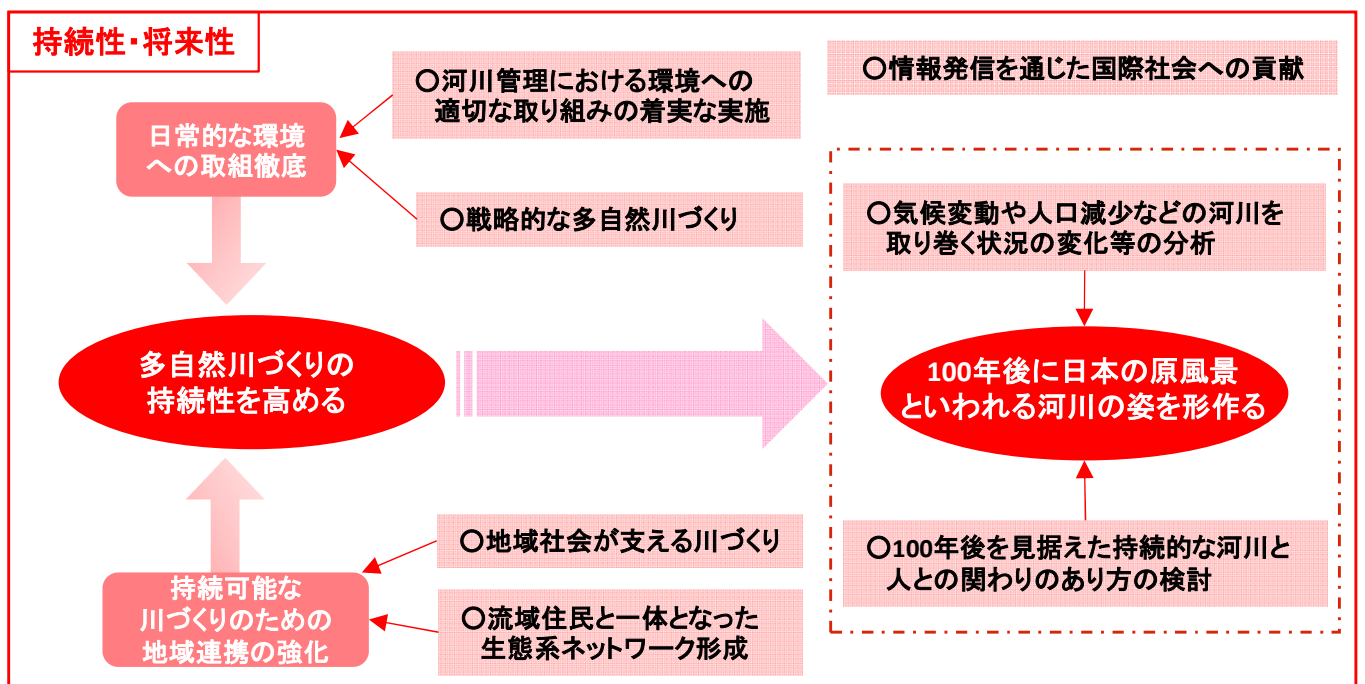 持続性・将来性
日常的な環境
への取組徹底
〇河川管理における環境への
適切な取り組みの着実な実施
〇戦略的な多自然川づくり
多自然川づくりの
持続性を高める
〇地域社会が支える川づくり
持続可能な
川づくりのための
地域連携の強化
〇流域住民と一体となった
生態系ネットワーク形成
〇情報発信を通じた国際社会への貢献
〇気候変動や人口減少などの河川を
取り巻く状況の変化等の分析
100年後に日本の原風景
といわれる河川の姿を形作る
〇100年後を見据えた持続的な河川と
人との関わりのあり方の検討